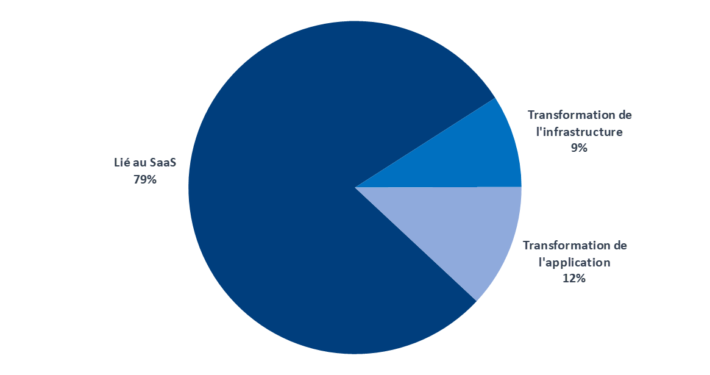 Transformation de
l'infrastructure
9%
Lié au SaaS
79%
Transformation de
l'application
12%